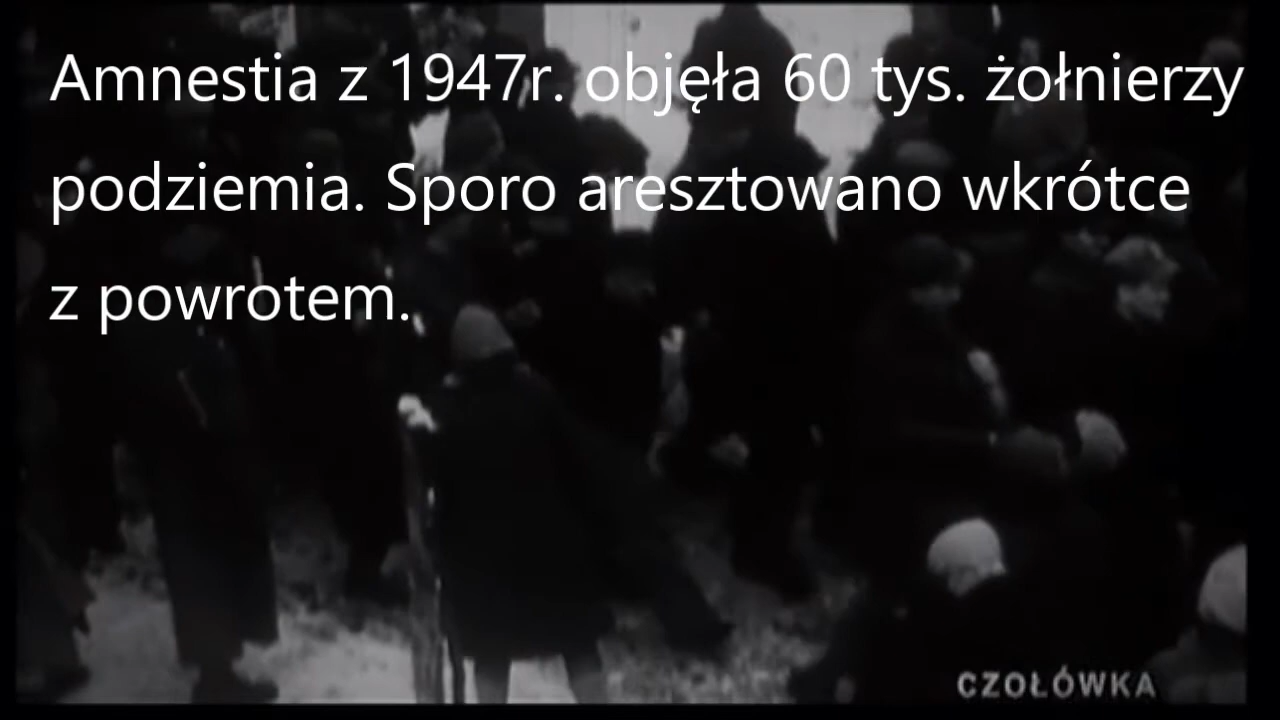 Amnestia z 1947r. objęła 60 tys. żołnierzy
podziemia. Sporo aresztowano wkrótce
z powrotem.
CZOŁÓWKA